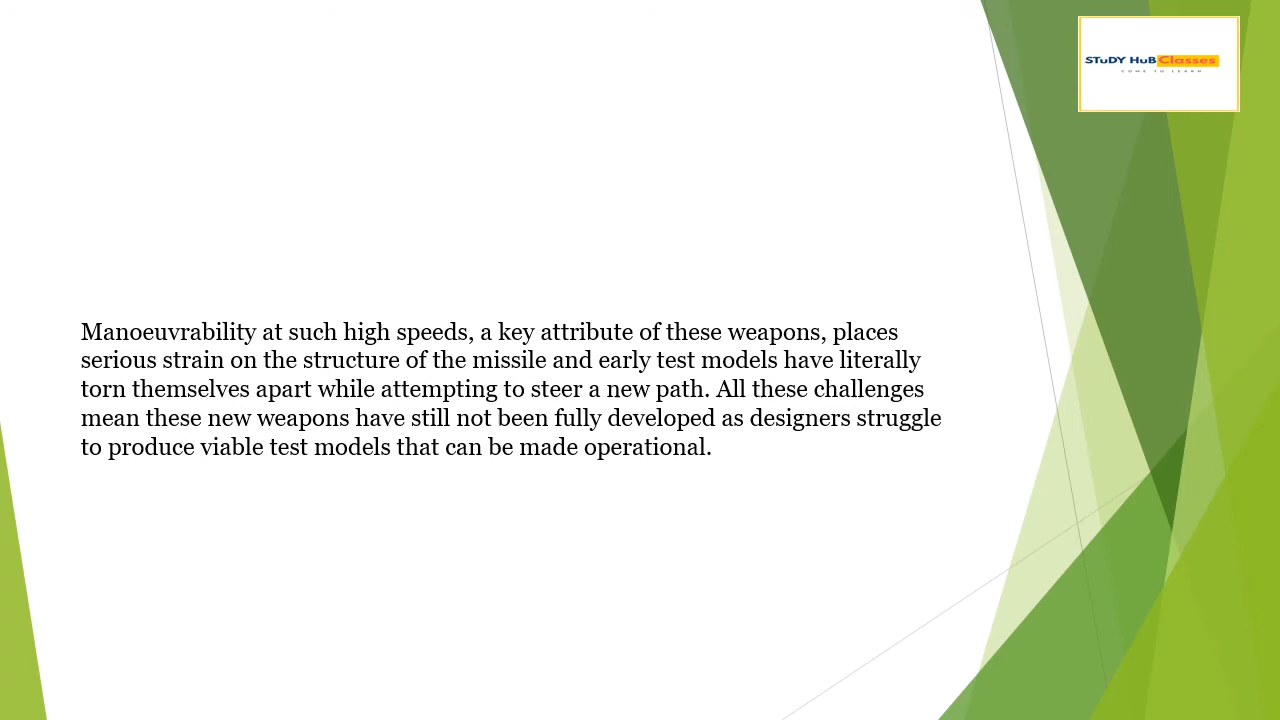 STuDY HuB Classes
COME TO LEARN
Manoeuvrability at such high speeds, a key attribute of these weapons, places
serious strain on the structure of the missile and early test models have literally
torn themselves apart while attempting to steer a new path. All these challenges
mean these new weapons have still not been fully developed as designers struggle
to produce viable test models that can be made operational.